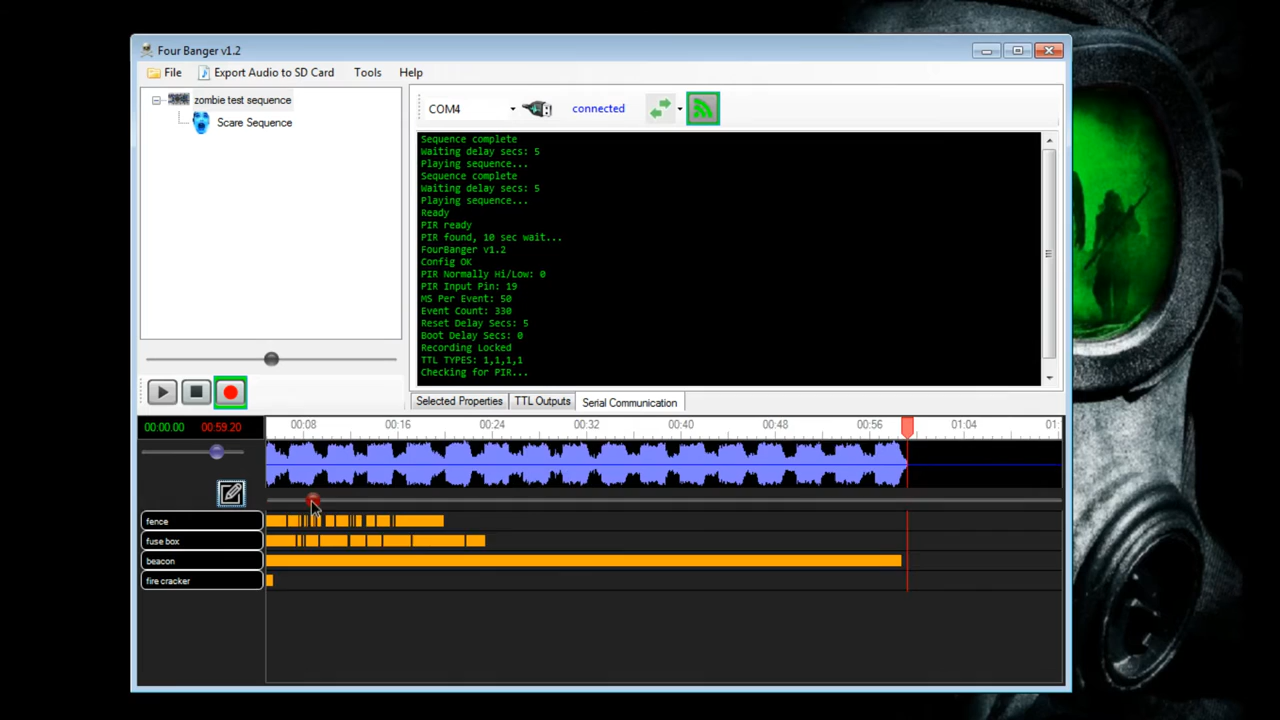 Four Banger v1.2
File Export Audio to SD Card Tools Help
zombie test sequence
Scare Sequence
COM4 connected
Sequence complete
Waiting delay secs: 5
Playing sequence...
Sequence complete
Waiting delay secs: 5
Playing sequence...
Ready
PIR ready
PIR found, 10 sec wait...
FourBanger v1.2
Config OK
PIR Normally Hi/Low: 0
PIR Input Pin: 19
MS Per Event: 50
Event Count: 330
Reset Delay Secs: 5
Boot Delay Secs: 0
Recording Locked
TTL TYPES: 1,1,1,1
Checking for PIR...
Selected Properties TTL Outputs Serial Communication
00:00.00 00:59.20 00:08 00:16 00:24 00:32 00:40 00:48 00:56 01:04 01:
fence
fuse box
beacon
fire cracker